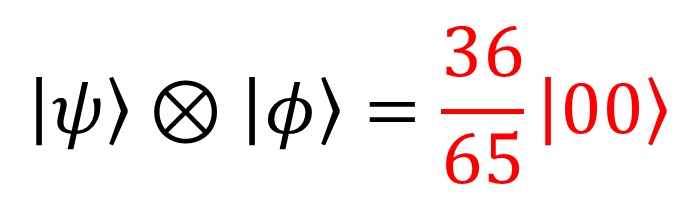 |ψ⟩ ⊗ |ϕ⟩ = 36/65 |00⟩